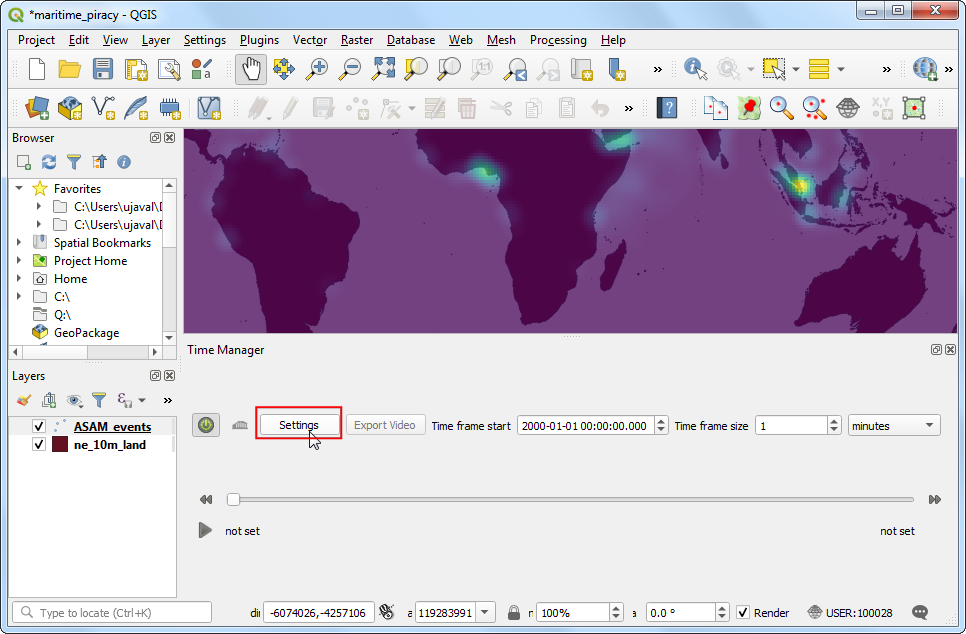 *maritime_piracy - QGIS
Project Edit View Layer Settings Plugins Vector Raster Database Web Mesh Processing Help
Browser
Favorites
C:\Users\ujaval\
C:\Users\ujaval\
Spatial Bookmarks
Project Home
Home
C:\
Q:\
GeoPackage
Time Manager
Layers
Settings Export Video Time frame start 2000-01-01 00:00:00.000 Time frame size 1 minutes
ASAM_events
ne_10m_land
not set not set
Type to locate (Ctrl+K) -6074026,-4257106 119283991 100% 0.0 ° Render USER:100028